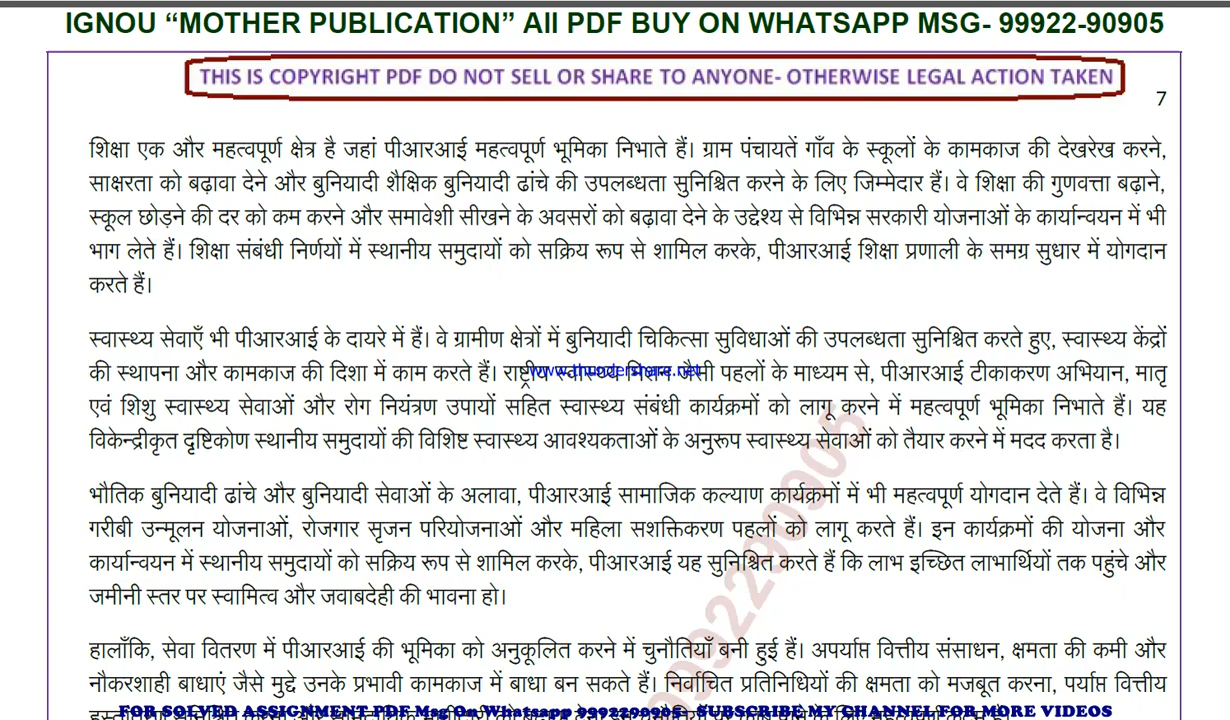 IGNOU “MOTHER PUBLICATION” All PDF BUY ON WHATSAPP MSG- 99922-90905
THIS IS COPYRIGHT PDF DO NOT SELL OR SHARE TO ANYONE- OTHERWISE LEGAL ACTION TAKEN
7
शिक्षा एक और महत्वपूर्ण क्षेत्र है जहां पीआरआई महत्वपूर्ण भूमिका निभाते हैं। ग्राम पंचायतें गाँव के स्कूलों के कामकाज की देखरेख करने,
साक्षरता को बढ़ावा देने और बुनियादी शैक्षिक बुनियादी ढांचे की उपलब्धता सुनिश्चित करने के लिए जिम्मेदार हैं। वे शिक्षा की गुणवत्ता बढ़ाने,
स्कूल छोड़ने की दर को कम करने और समावेशी सीखने के अवसरों को बढ़ावा देने के उद्देश्य से विभिन्न सरकारी योजनाओं के कार्यान्वयन में भी
भाग लेते हैं। शिक्षा संबंधी निर्णयों में स्थानीय समुदायों को सक्रिय रूप से शामिल करके, पीआरआई शिक्षा प्रणाली के समग्र सुधार में योगदान
करते हैं।
स्वास्थ्य सेवाएँ भी पीआरआई के दायरे में हैं। वे ग्रामीण क्षेत्रों में बुनियादी चिकित्सा सुविधाओं की उपलब्धता सुनिश्चित करते हुए, स्वास्थ्य केंद्रों
की स्थापना और कामकाज की दिशा में काम करते हैं। राष्ट्रीय स्वास्थ्य मिशन जैसी पहलों के माध्यम से, पीआरआई टीकाकरण अभियान, मातृ
www.thundershare.net
एवं शिशु स्वास्थ्य सेवाओं और रोग नियंत्रण उपायों सहित स्वास्थ्य संबंधी कार्यक्रमों को लागू करने में महत्वपूर्ण भूमिका निभाते हैं। यह
विकेन्द्रीकृत दृष्टिकोण स्थानीय समुदायों की विशिष्ट स्वास्थ्य आवश्यकताओं के अनुरूप स्वास्थ्य सेवाओं को तैयार करने में मदद करता है।
भौतिक बुनियादी ढांचे और बुनियादी सेवाओं के अलावा, पीआरआई सामाजिक कल्याण कार्यक्रमों में भी महत्वपूर्ण योगदान देते हैं। वे विभिन्न
गरीबी उन्मूलन योजनाओं, रोजगार सृजन परियोजनाओं और महिला सशक्तिकरण पहलों को लागू करते हैं। इन कार्यक्रमों की योजना और
कार्यान्वयन में स्थानीय समुदायों को सक्रिय रूप से शामिल करके, पीआरआई यह सुनिश्चित करते हैं कि लाभ इच्छित लाभार्थियों तक पहुंचे और
जमीनी स्तर पर स्वामित्व और जवाबदेही की भावना हो।
हालाँकि, सेवा वितरण में पीआरआई की भूमिका को अनुकूलित करने में चुनौतियाँ बनी हुई हैं। अपर्याप्त वित्तीय संसाधन, क्षमता की कमी और
नौकरशाही बाधाएं जैसे मुद्दे उनके प्रभावी कामकाज में बाधा बन सकते हैं। निर्वाचित प्रतिनिधियों की क्षमता को मजबूत करना, पर्याप्त वित्तीय
FOR SOLVED ASSIGNMENT PDF Msg On Whatsapp 9992290905 - SUBSCRIBE MY CHANNEL FOR MORE VIDEOS
9992290905